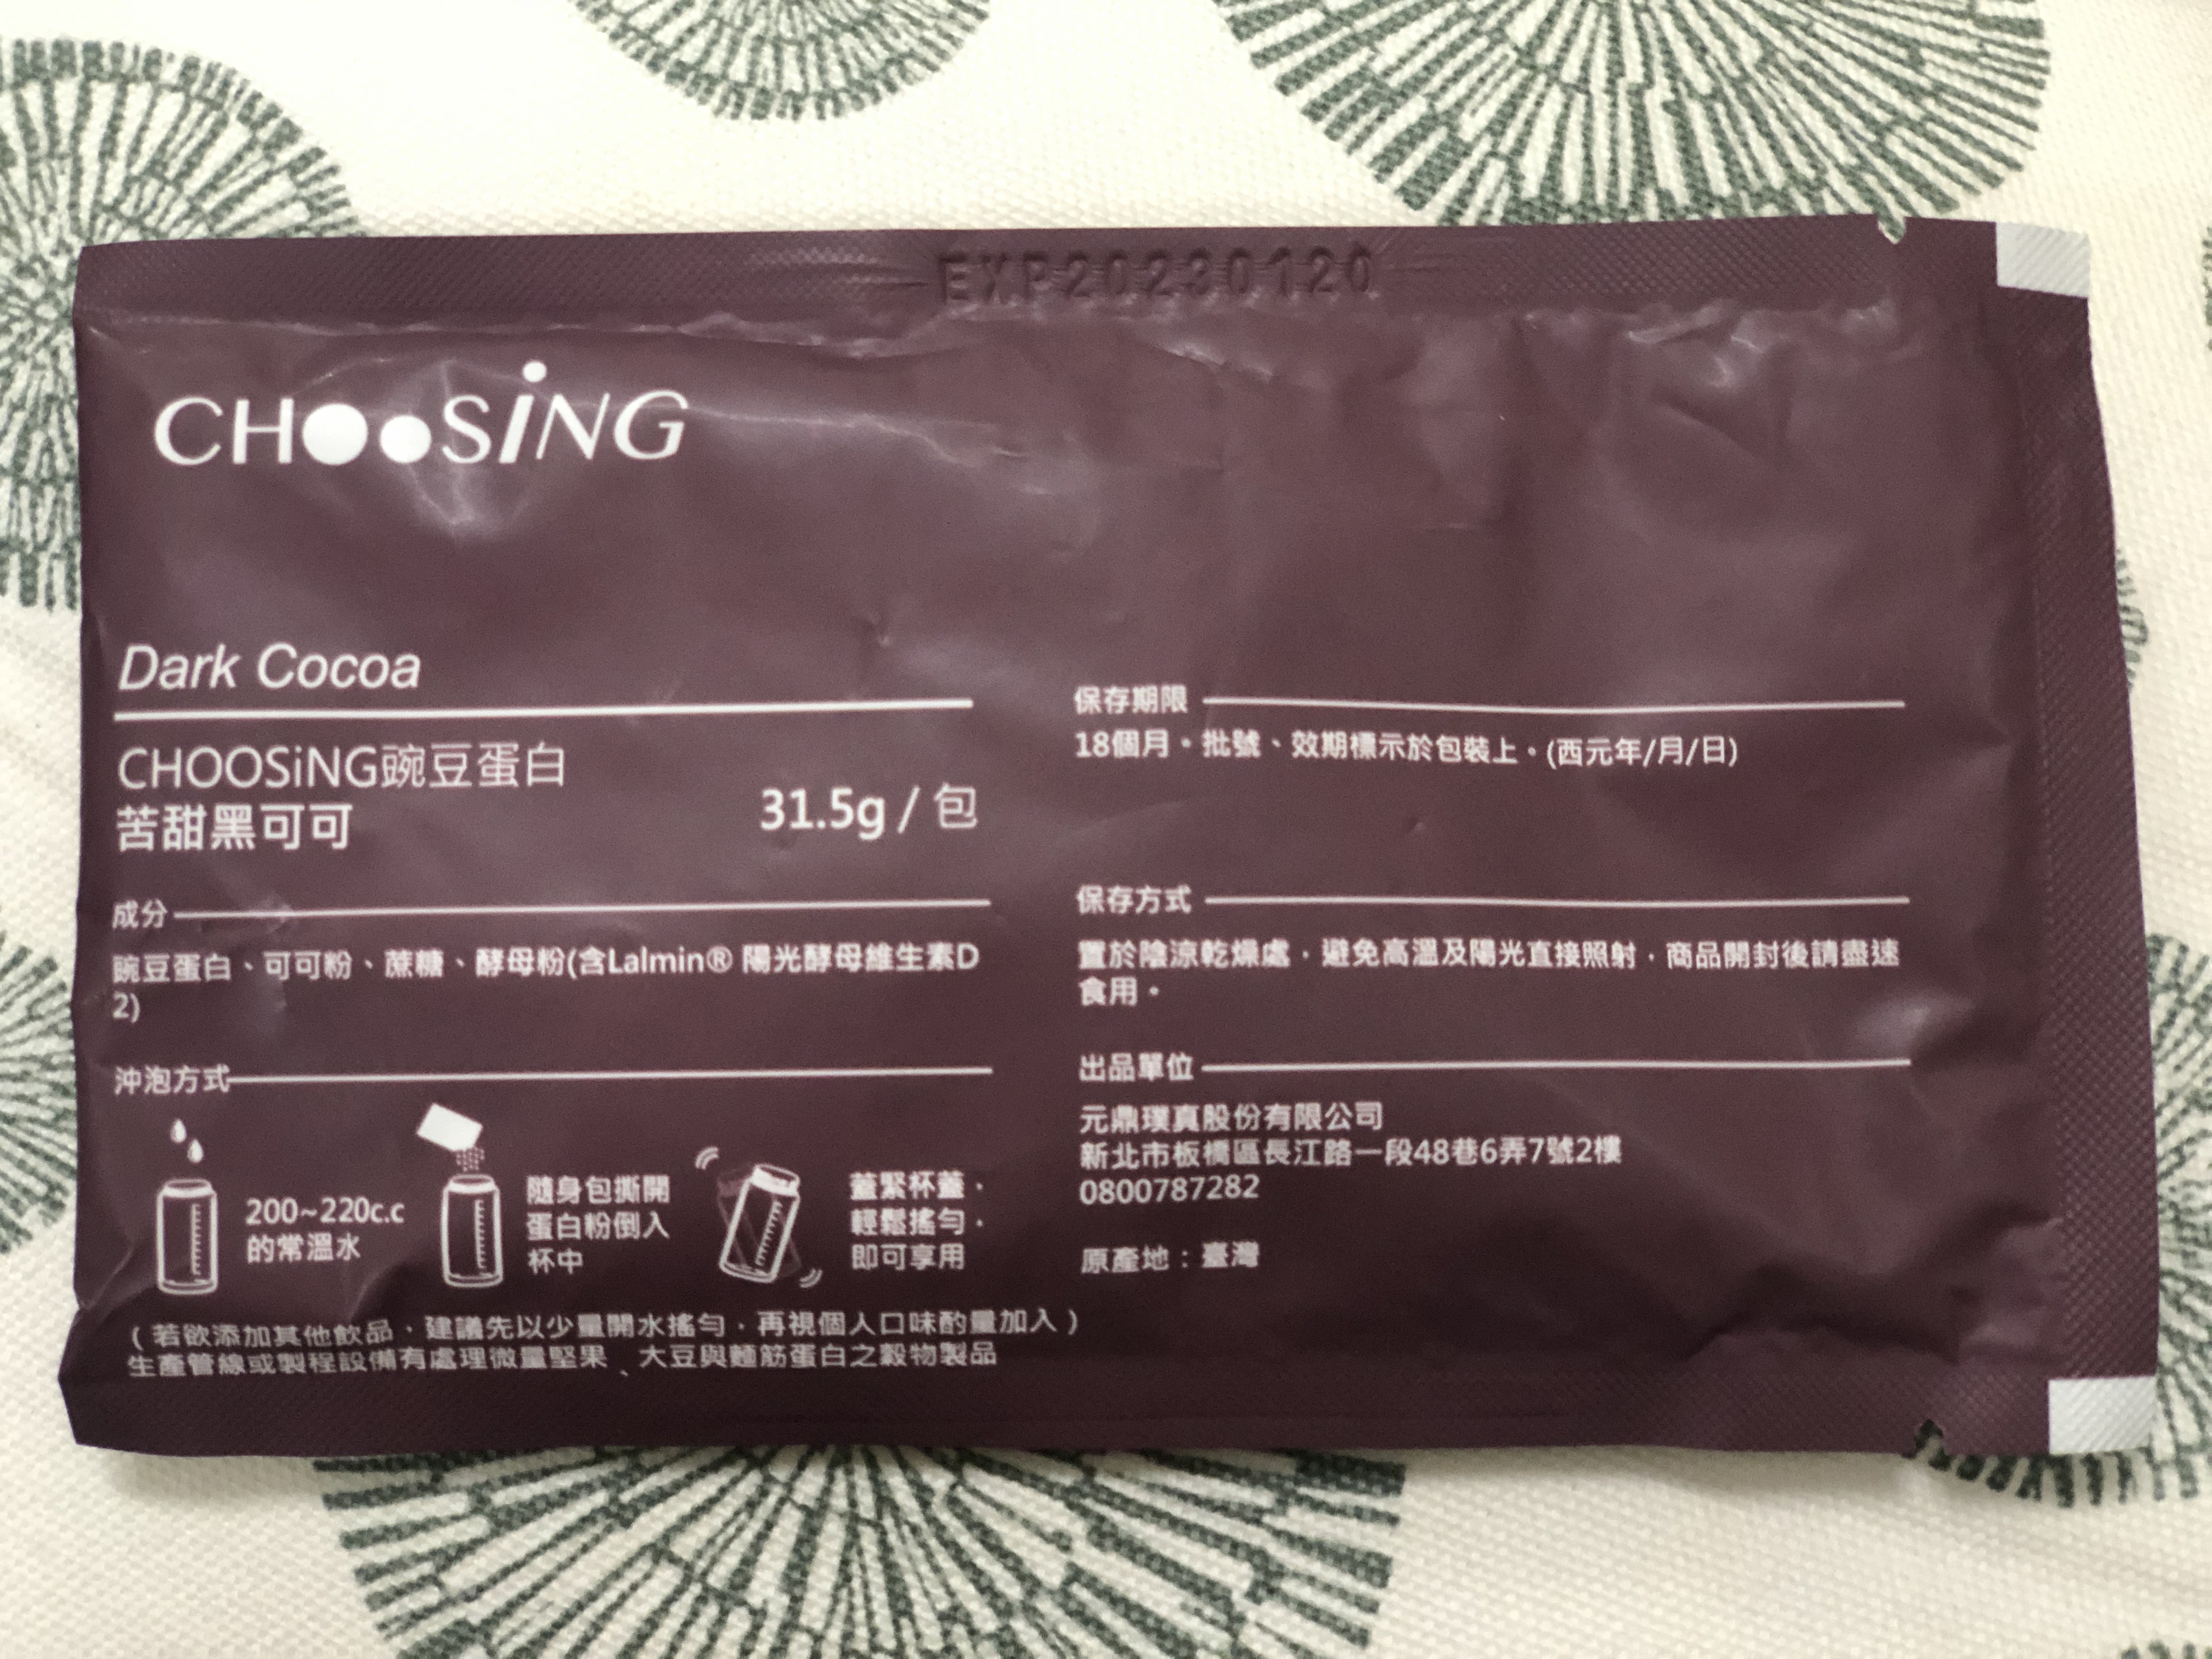 EXP20230120
CHOOSiNG
Dark Cocoa
CHOOSiNG豌豆蛋白
苦甜黑可可
31.5g / 包
成分
豌豆蛋白、可可粉、蔗糖、酵母粉(含Lalmin® 陽光酵母維生素D
2)
沖泡方式
200~220c.c
的常溫水
隨身包撕開
蛋白粉倒入
杯中
蓋緊杯蓋，
輕鬆搖勻，
即可享用
(若欲添加其他飲品，建議先以少量開水搖勻，再視個人口味酌量加入)
生產管線或製程設備有處理微量堅果、大豆與麵筋蛋白之穀物製品
保存期限
18個月。批號、效期標示於包裝上。(西元年/月/日)
保存方式
置於陰涼乾燥處，避免高溫及陽光直接照射，商品開封後請盡速
食用。
出品單位
元鼎璞真股份有限公司
新北市板橋區長江路一段48巷6弄7號2樓
0800787282
原產地：臺灣